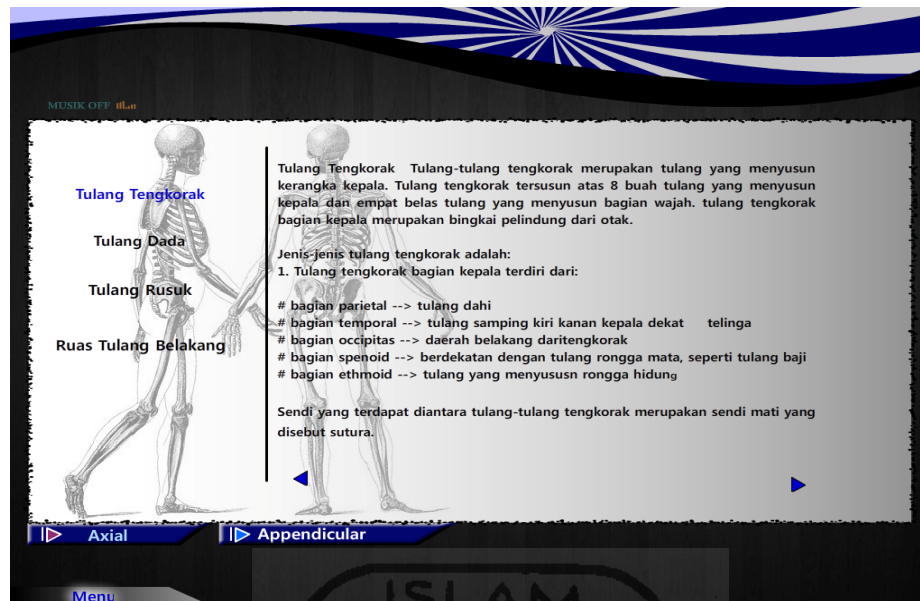 MUSIK OFF
Tulang Tengkorak
Tulang Dada
Tulang Rusuk
Ruas Tulang Belakang
Tulang Tengkorak Tulang-tulang tengkorak merupakan tulang yang menyusun
kerangka kepala. Tulang tengkorak tersusun atas 8 buah tulang yang menyusun
kepala dan empat belas tulang yang menyusun bagian wajah. tulang tengkorak
bagian kepala merupakan bingkai pelindung dari otak.
Jenis-jenis tulang tengkorak adalah:
1. Tulang tengkorak bagian kepala terdiri dari:
# bagian parietal --> tulang dahi
# bagian temporal --> tulang samping kiri kanan kepala dekat telinga
# bagian occipitas --> daerah belakang daritengkorak
# bagian spenoid --> berdekatan dengan tulang rongga mata, seperti tulang baji
# bagian ethmoid --> tulang yang menyususn rongga hidung
Sendi yang terdapat diantara tulang-tulang tengkorak merupakan sendi mati yang
disebut sutura.
Axial
Appendicular
Menu
ISLAM